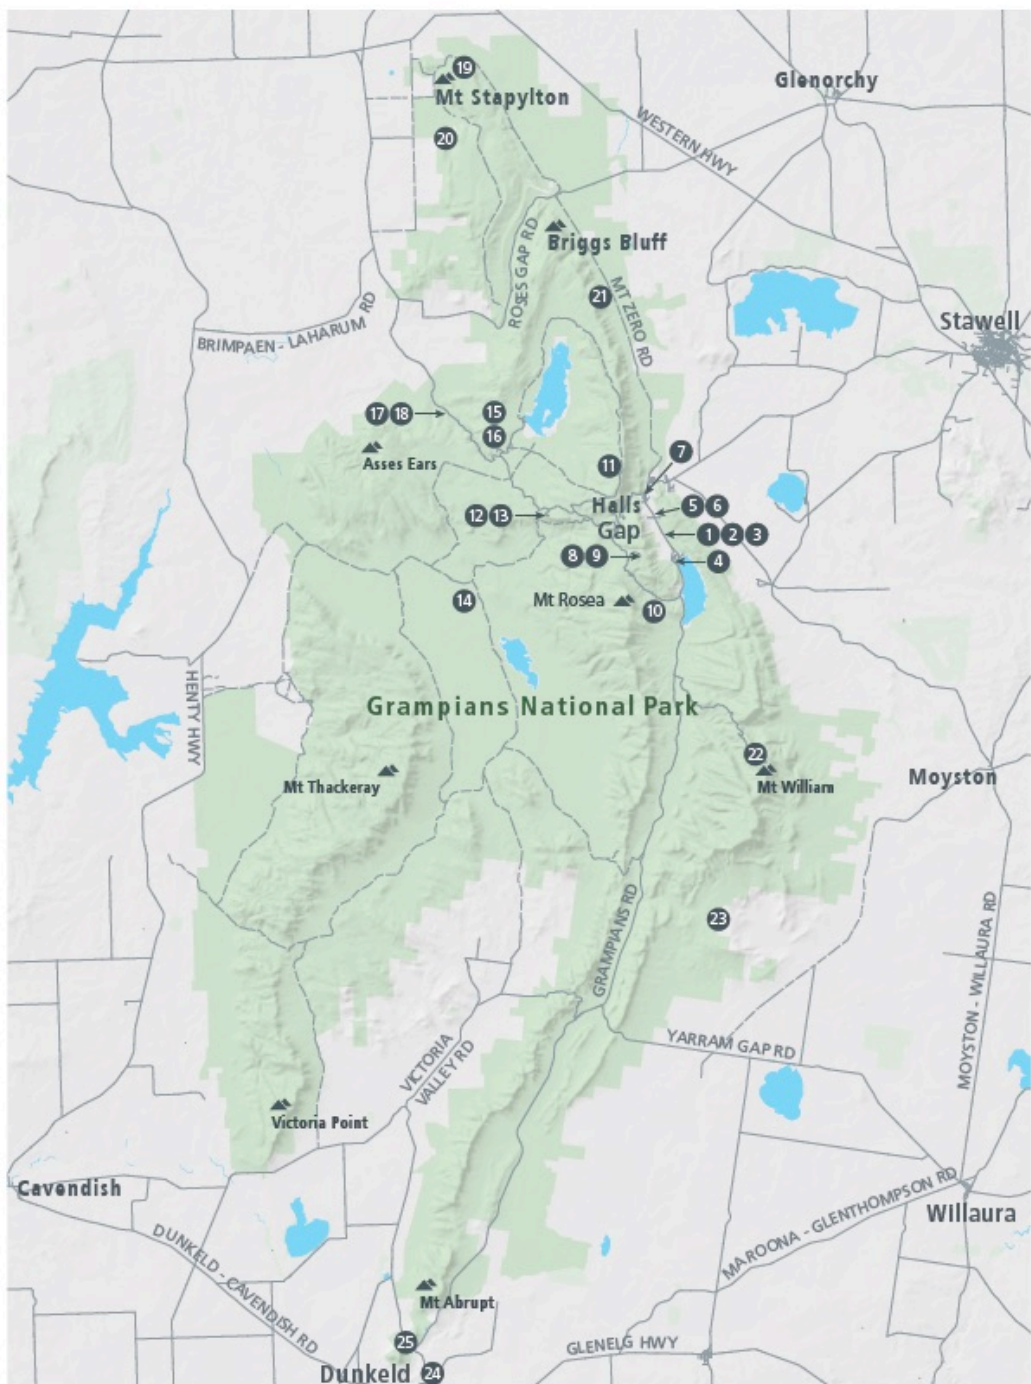 19
Mt Stapylton
Glenorchy
20
WESTERN HWY
ROSES GAP RD
Briggs Bluff
21
MT ZERO RD
Stawell
BRIMPAEN - LAHARUM RD
17 18
15
16
Asses Ears
11
7
12 13
Halls
Gap
5 6
1 2 3
8 9
4
14
Mt Rosea
10
HENTY HWY
Grampians National Park
22
Mt Thackeray
Mt William
Moyston
23
GRAMPIANS RD
MOYSTON - WILLAURA RD
YARRAM GAP RD
VICTORIA
VALLEY RD
Victoria Point
Cavendish
Willaura
MAROONA - GLENTHOMPSON RD
DUNKELD - CAVENDISH RD
Mt Abrupt
25
GLENELG HWY
Dunkeld 24